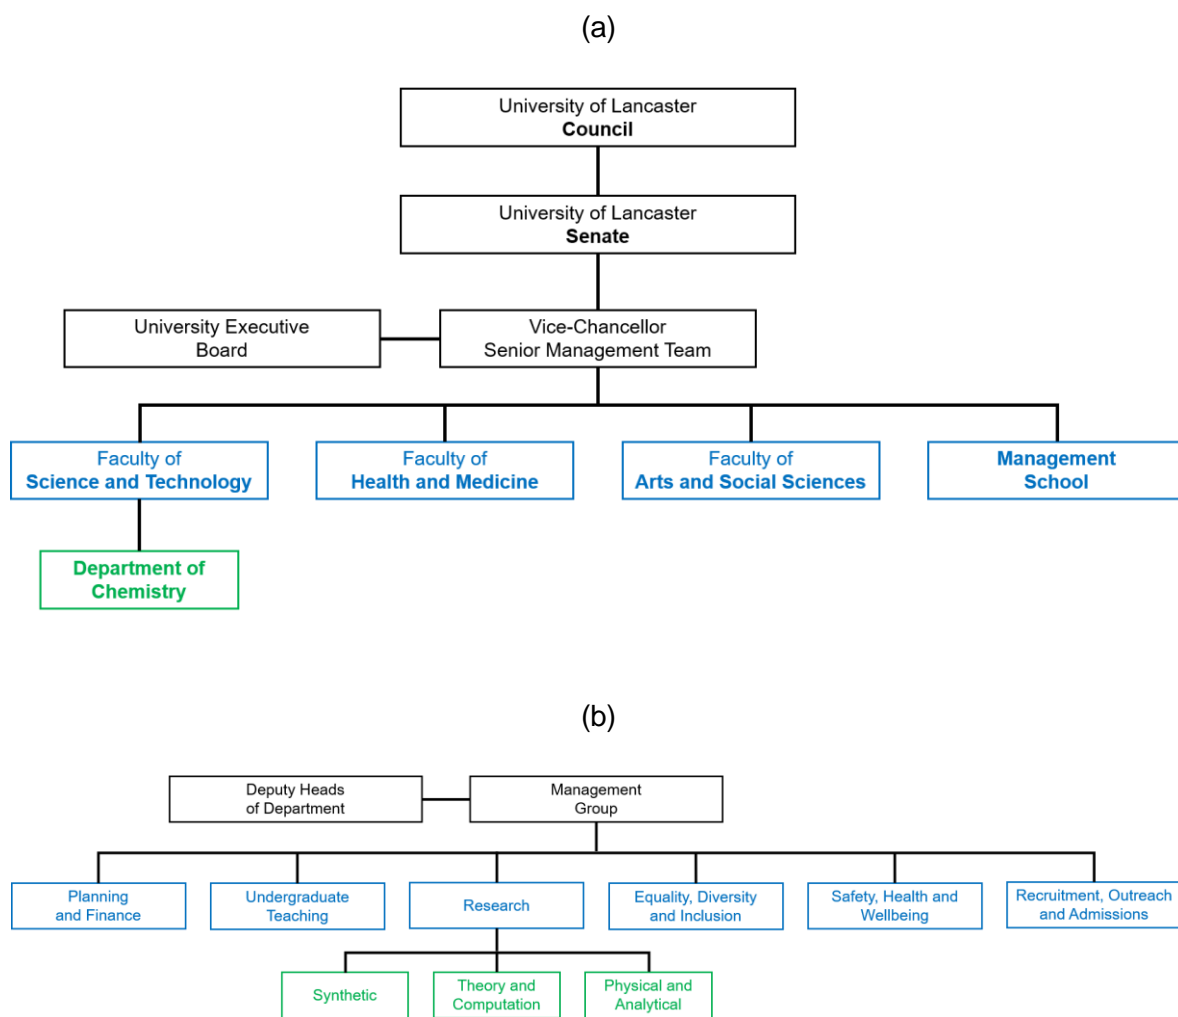 (a)
University of Lancaster
Council
University of Lancaster
Senate
University Executive
Board
Vice-Chancellor
Senior Management Team
Faculty of
Science and Technology
Faculty of
Health and Medicine
Faculty of
Arts and Social Sciences
Management
School
Department of
Chemistry
(b)
Deputy Heads
of Department
Management
Group
Planning
and Finance
Undergraduate
Teaching
Research
Equality, Diversity
and Inclusion
Safety, Health and
Wellbeing
Recruitment, Outreach
and Admissions
Synthetic
Theory and
Computation
Physical and
Analytical